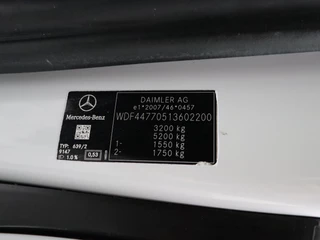 DAIMLER AG
e1*2007/46*0457
WDF44770513602200
3200 kg
5200 kg
1- 1550 kg
2- 1750 kg
Mercedes-Benz
TYP: 639/2
9147
1.0 % 0,53